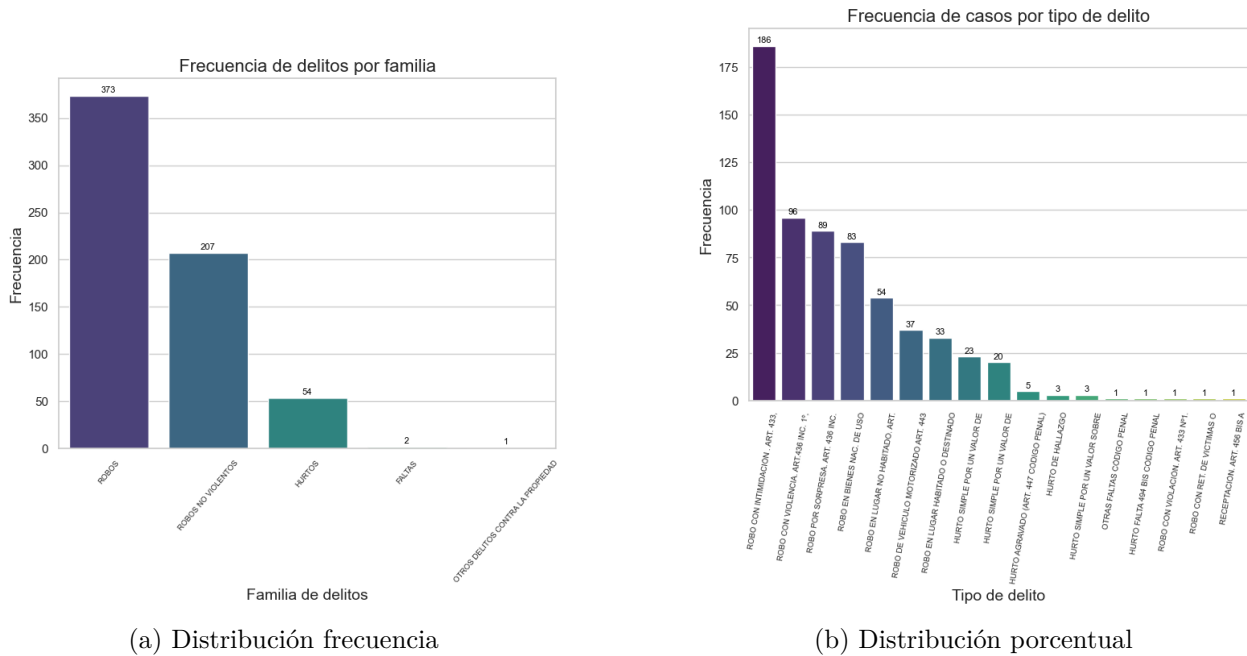 Frecuencia de delitos por familia
Frecuencia
350
300
250
200
150
100
50
0
373
207
54
2
1
ROBOS
ROBOS NO VIOLENTOS
HURTOS
FALTAS
OTROS DELITOS CONTRA LA PROPIEDAD
Familia de delitos
(a) Distribución frecuencia
Frecuencia de casos por tipo de delito
Frecuencia
175
150
125
100
75
50
25
0
186
96
89
83
54
37
33
23
20
5
3
3
1
1
1
1
1
ROBO CON INTIMIDACION . ART. 433,
ROBO CON VIOLENCIA. ART.436 INC. 1º,
ROBO POR SORPRESA. ART. 436 INC.
ROBO EN BIENES NAC. DE USO
ROBO EN LUGAR NO HABITADO. ART.
ROBO DE VEHICULO MOTORIZADO ART. 443
ROBO EN LUGAR HABITADO O DESTINADO
HURTO SIMPLE POR UN VALOR DE
HURTO SIMPLE POR UN VALOR DE
HURTO AGRAVADO (ART. 447 CODIGO PENAL)
HURTO DE HALLAZGO
HURTO SIMPLE POR UN VALOR SOBRE
OTRAS FALTAS CODIGO PENAL
HURTO FALTA 494 BIS CODIGO PENAL
ROBO CON VIOLACION. ART. 433 Nº1.
ROBO CON RET. DE VICTIMAS O
RECEPTACION. ART. 456 BIS A
Tipo de delito
(b) Distribución porcentual